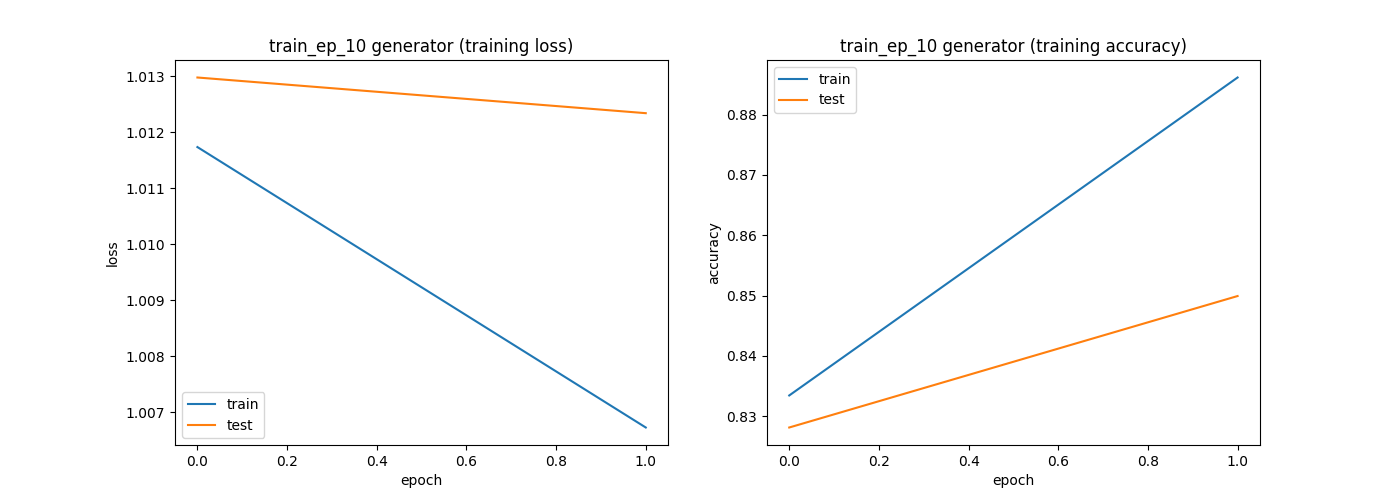 train_ep_10 generator (training loss)
1.013
1.012
1.011
1.010
1.009
1.008
1.007
loss
train
test
0.0 0.2 0.4 0.6 0.8 1.0
epoch
train_ep_10 generator (training accuracy)
train
test
0.88
0.87
0.86
0.85
0.84
0.83
accuracy
0.0 0.2 0.4 0.6 0.8 1.0
epoch